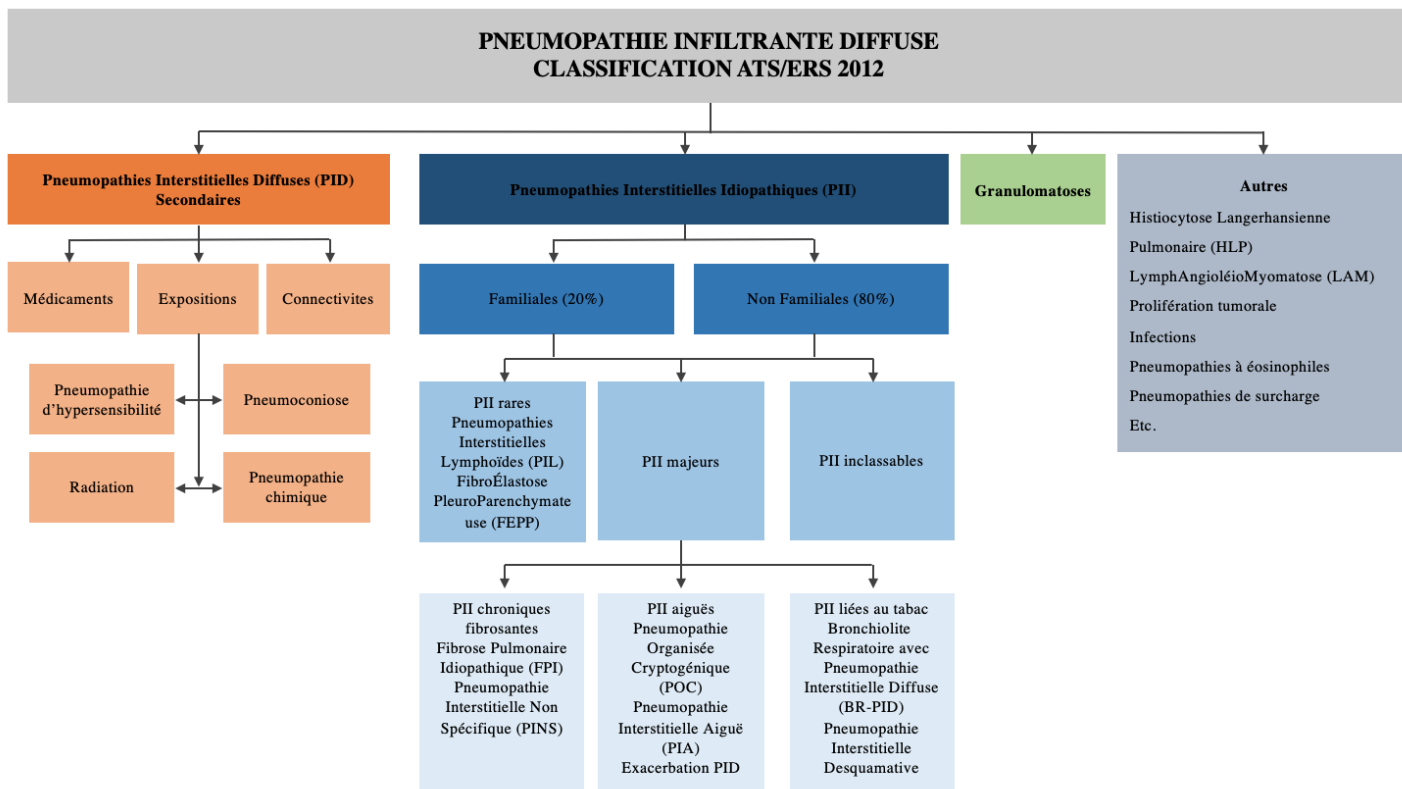 PNEUMOPATHIE INFILTRANTE DIFFUSE
CLASSIFICATION ATS/ERS 2012
Pneumopathies Interstitielles Diffuses (PID)
Secondaires
Pneumopathies Interstitielles Idiopathiques (PII)
Granulomatoses
Autres
Histiocytose Langerhansienne
Pulmonaire (HLP)
LymphAngioléioMyomatose (LAM)
Prolifération tumorale
Infections
Pneumopathies à éosinophiles
Pneumopathies de surcharge
Etc.
Médicaments
Expositions
Connectivites
Familiales (20%)
Non Familiales (80%)
Pneumopathie
d’hypersensibilité
Pneumoconiose
Radiation
Pneumopathie
chimique
PII rares
Pneumopathies
Interstitielles
Lymphoïdes (PIL)
FibroÉlastose
PleuroParenchymate
use (FEPP)
PII majeurs
PII inclassables
PII chroniques
fibrosantes
Fibrose Pulmonaire
Idiopathique (FPI)
Pneumopathie
Interstitielle Non
Spécifique (PINS)
PII aiguës
Pneumopathie
Organisée
Cryptogénique
(POC)
Pneumopathie
Interstitielle Aiguë
(PIA)
Exacerbation PID
PII liées au tabac
Bronchiolite
Respiratoire avec
Pneumopathie
Interstitielle Diffuse
(BR-PID)
Pneumopathie
Interstitielle
Desquamative